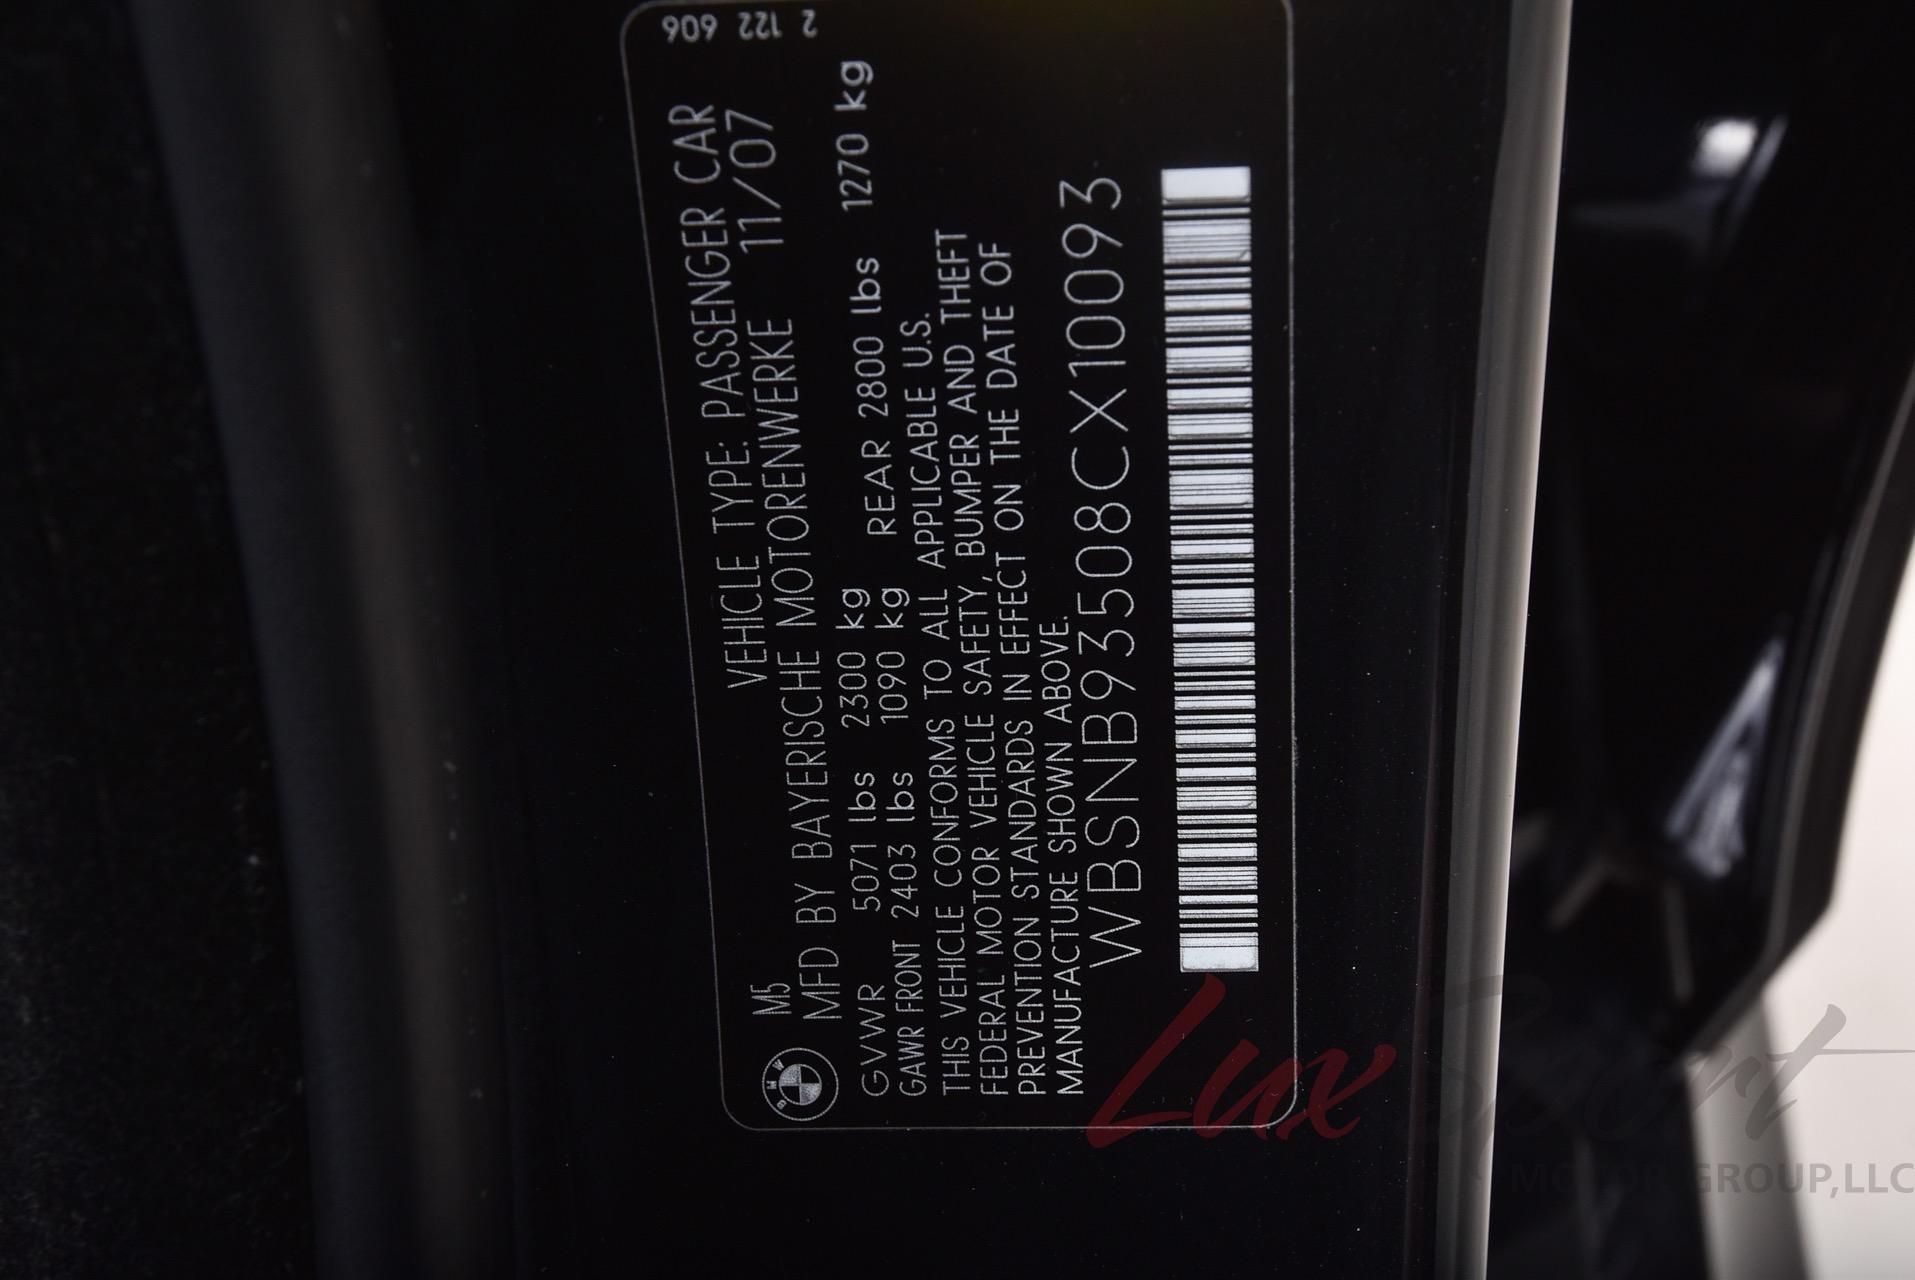 M5 VEHICLE TYPE: PASSENGER CAR
MFD BY BAYERISCHE MOTORENWERKE 11/07
GVWR 5071 lbs 2300 kg
GAWR FRONT 2403 lbs 1090 kg REAR 2800 lbs 1270 kg
THIS VEHICLE CONFORMS TO ALL APPLICABLE U.S.
FEDERAL MOTOR VEHICLE SAFETY, BUMPER AND THEFT
PREVENTION STANDARDS IN EFFECT ON THE DATE OF
MANUFACTURE SHOWN ABOVE.
WBSNB93508CX10093
2 122 606
BMW
Lux Sport
MOTOR GROUP,LLC